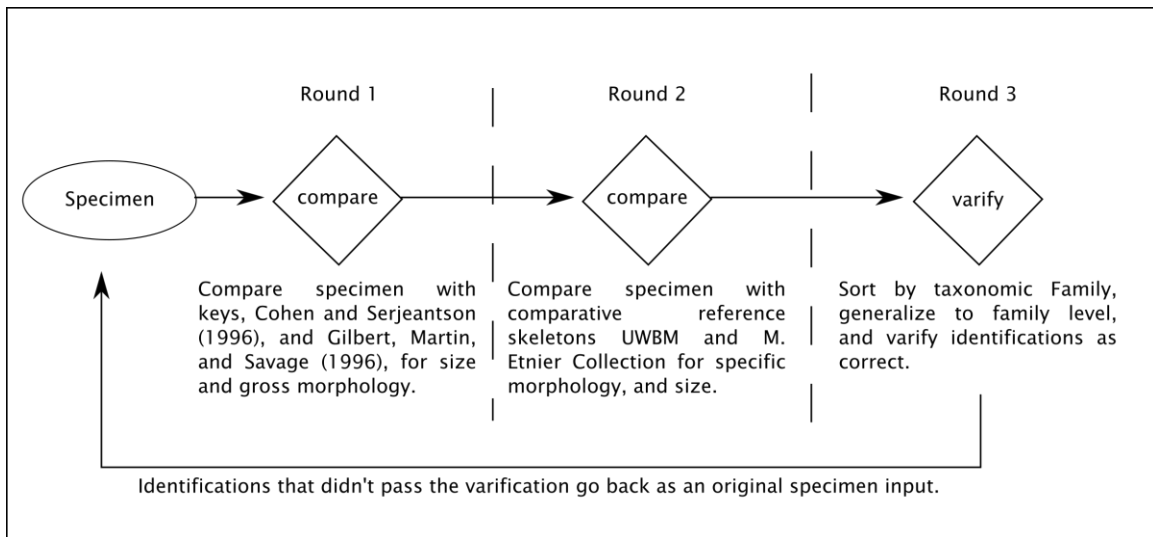 Round 1
Round 2
Round 3
Specimen
compare
compare
varify
Compare specimen with
keys, Cohen and Serjeantson
(1996), and Gilbert, Martin,
and Savage (1996), for size
and gross morphology.
Compare specimen with
comparative reference
skeletons UWBM and M.
Etnier Collection for specific
morphology, and size.
Sort by taxonomic Family,
generalize to family level,
and varify identifications as
correct.
Identifications that didn't pass the varification go back as an original specimen input.